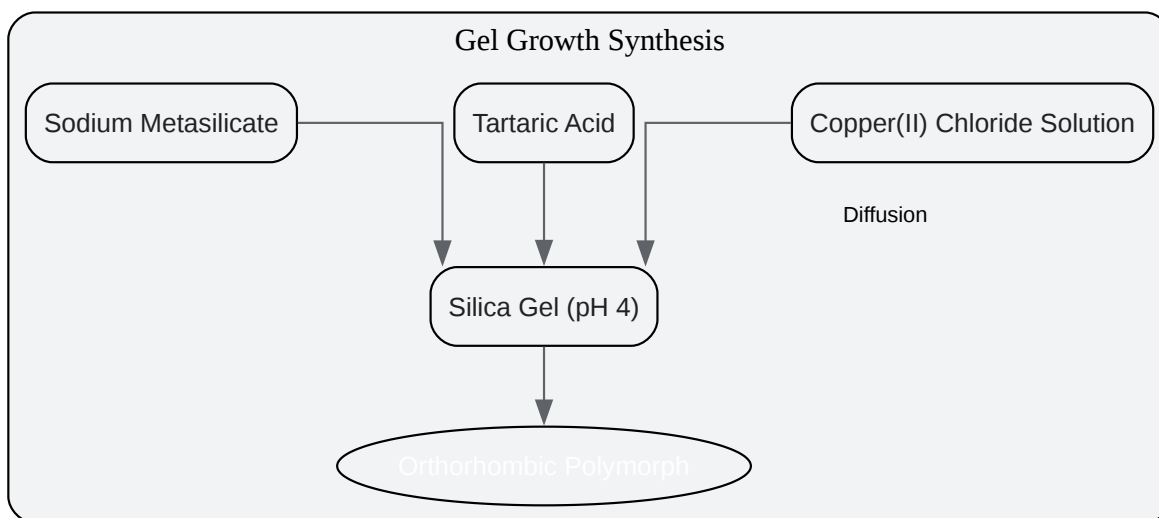 Gel Growth Synthesis
Sodium Metasilicate
Tartaric Acid
Copper(II) Chloride Solution
Diffusion
Silica Gel (pH 4)
Orthorhombic Polymorph